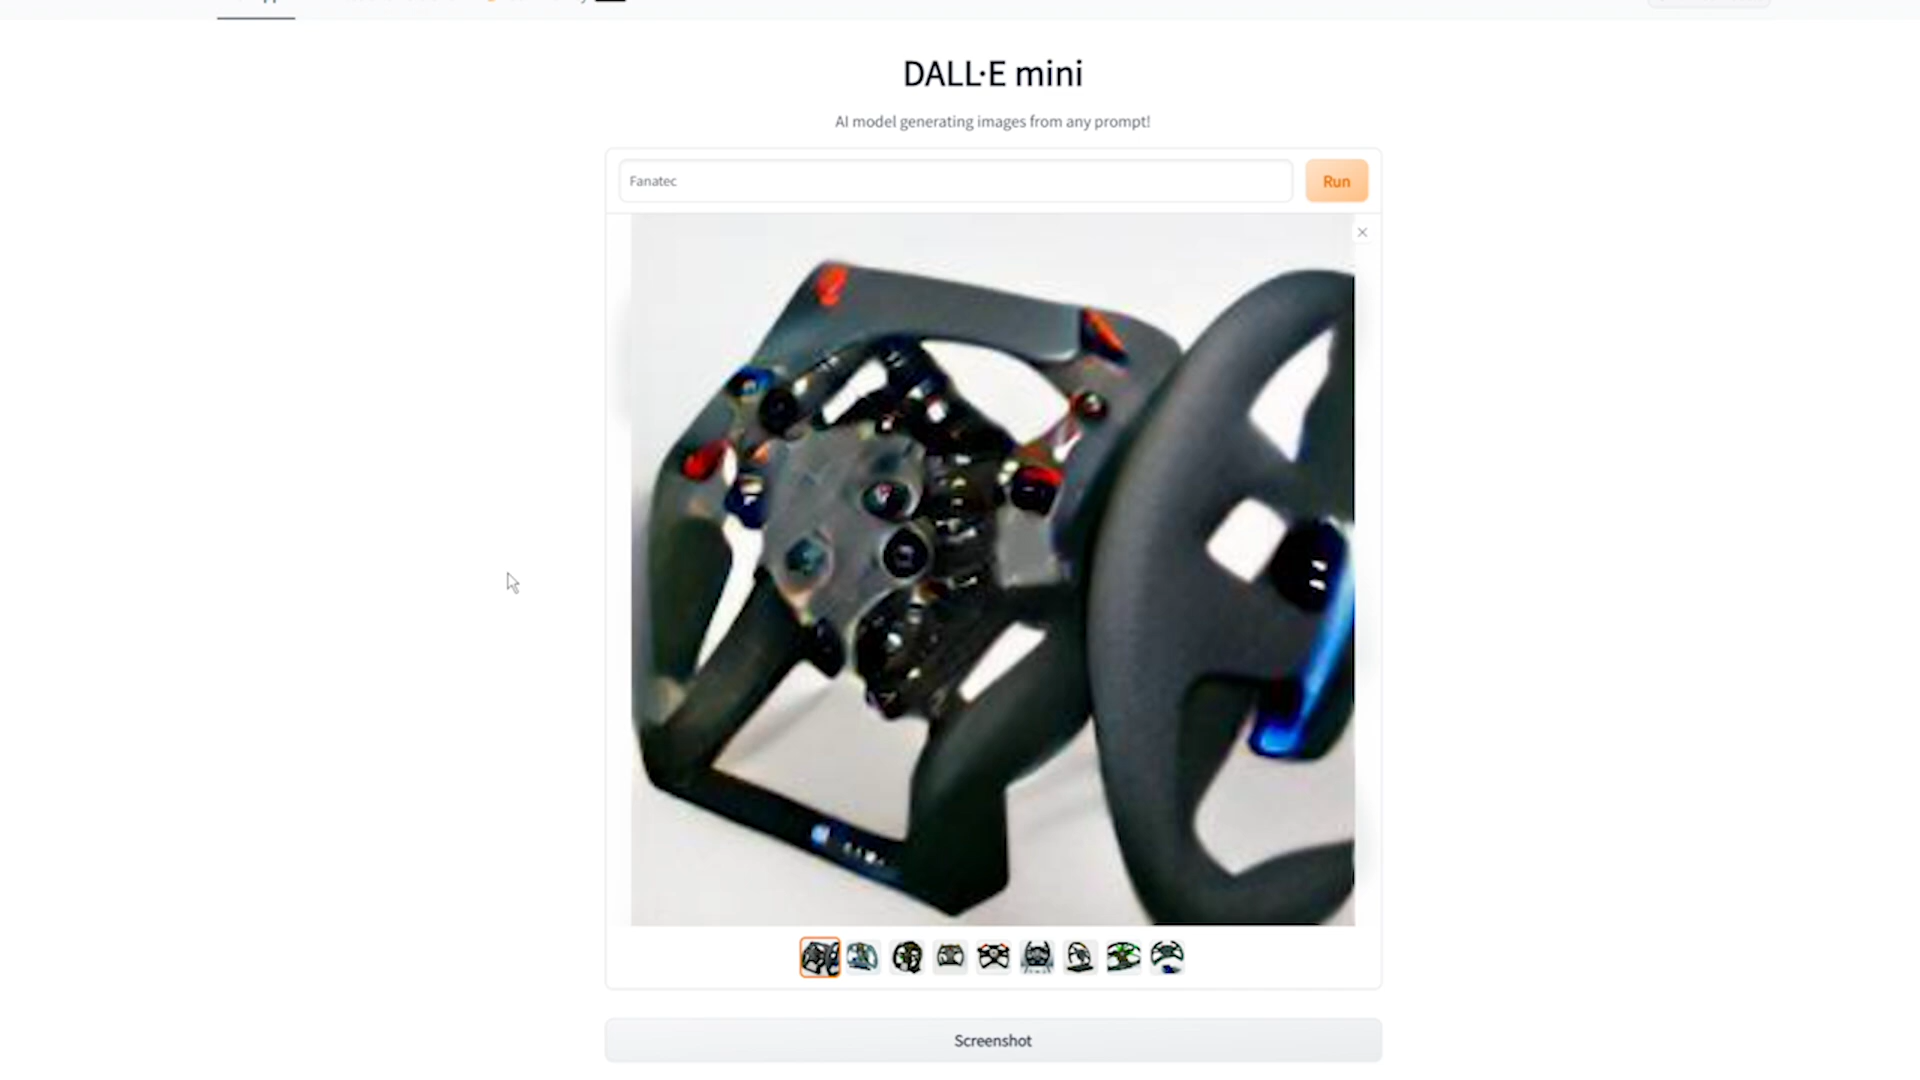 DALL·E mini
AI model generating images from any prompt!
Fanatec
Run
Screenshot